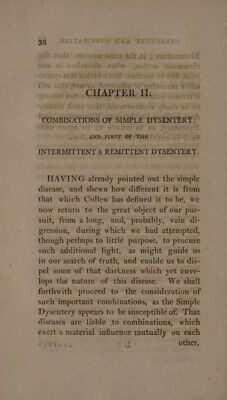 38
CHAPTER II.
COMBINATIONS OF SIMPLE DYSENTERY:
AND FIRST OF THE
INTERMITTENT & REMITTENT DYSENTERY.
HAVING already pointed out the simple
disease, and shewn how different it is from
that which Cullen has defined it to be, we
now return to the great object of our pur-
suit, from a long, and, probably, vain di-
gression, during which we had attempted,
though perhaps to little purpose, to procure
such additional light, as might guide us
in our search of truth, and enable us to dis-
pel some of that darkness which yet enve-
lops the nature of this disease. We shall
forthwith proceed to the consideration of
such important combinations, as the Simple
Dysentery appears to be susceptible of. That
diseases are liable to combinations, which
exert a material influence mutually on each
other,